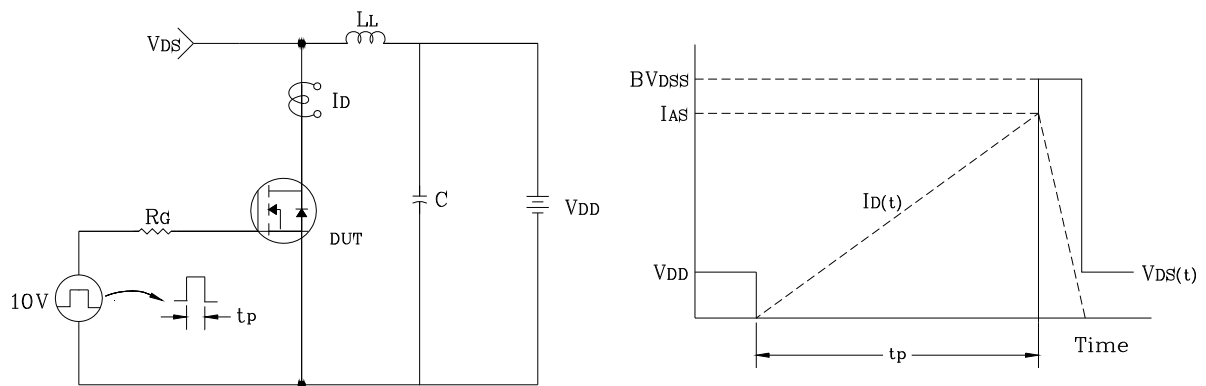 LL
VDS
ID
RG
DUT
C
VDD
10V
tp
BVDSS
IAS
ID(t)
VDD
VDS(t)
Time
tp